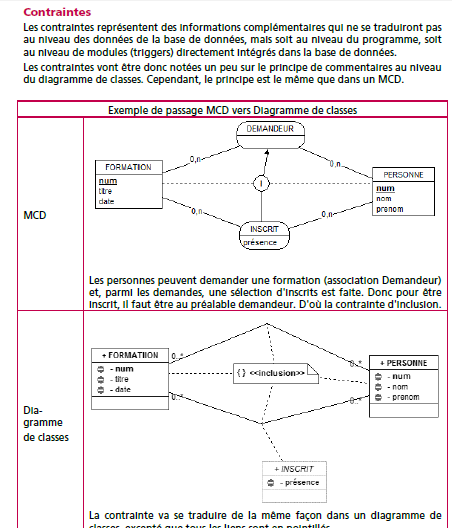 Contraintes
Les contraintes représentent des informations complémentaires qui ne se traduiront pas
au niveau des données de la base de données, mais soit au niveau du programme, soit
au niveau de modules (triggers) directement intégrés dans la base de données.
Les contraintes vont être donc notées un peu sur le principe de commentaires au niveau
du diagramme de classes. Cependant, le principe est le même que dans un MCD.
Exemple de passage MCD vers Diagramme de classes
MCD
DEMANDEUR
0,n
0,n
FORMATION
num
titre
date
I
PERSONNE
num
nom
prenom
0,n
0,n
INSCRIT
présence
Les personnes peuvent demander une formation (association Demandeur)
et, parmi les demandes, une sélection d'inscrits est faite. Donc pour être
inscrit, il faut être au préalable demandeur. D'où la contrainte d'inclusion.
Dia-
gramme
de classes
+ FORMATION
- num
- titre
- date
0..*
0..*
{ } <<inclusion>>
0..*
0..*
+ PERSONNE
- num
- nom
- prenom
+ INSCRIT
- présence
La contrainte va se traduire de la même façon dans un diagramme de
classes, excepté que tous les liens sont en pointillés.